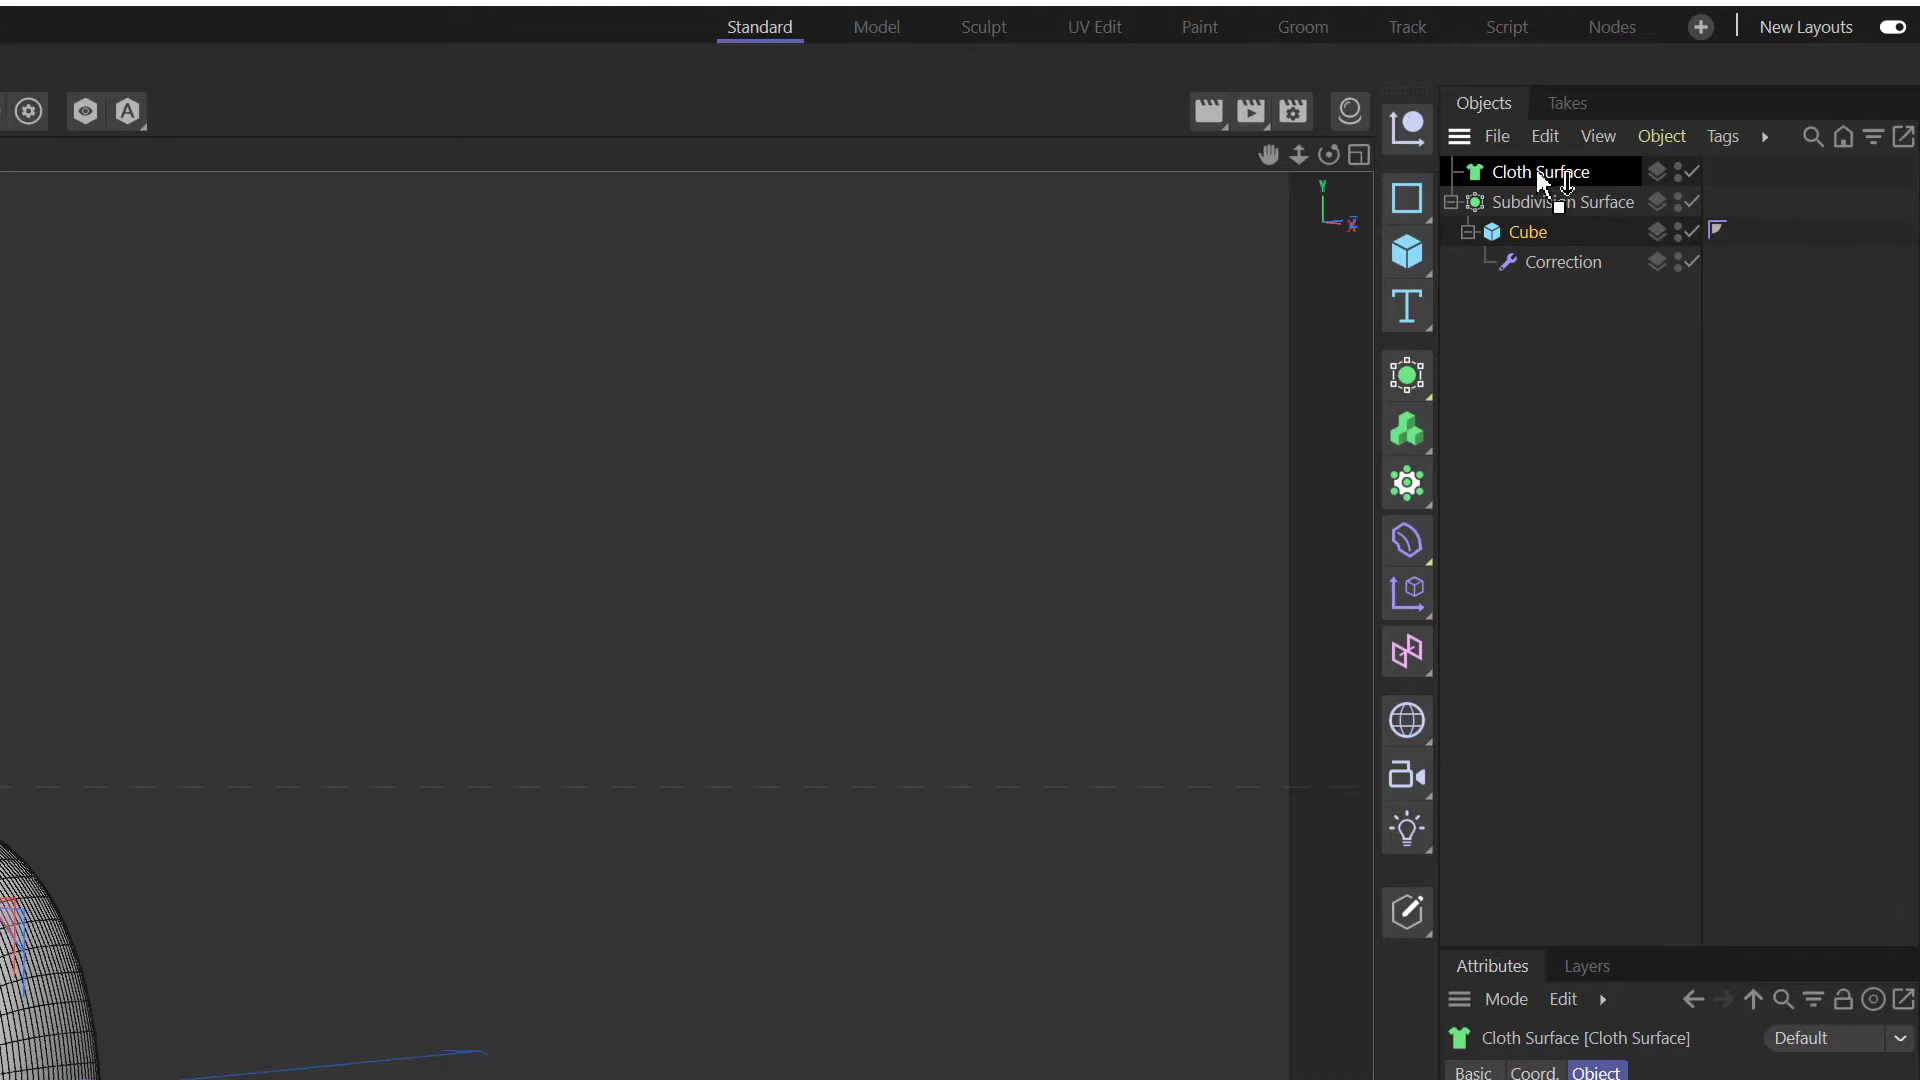 Standard Model Sculpt UV Edit Paint Groom Track Script Nodes New Layouts
A
Objects Takes
File Edit View Object Tags
Cloth Surface
Subdivision Surface
Cube
Correction
Y
X Z
T
Attributes Layers
Mode Edit
Cloth Surface [Cloth Surface] Default
Basic Coord. Object